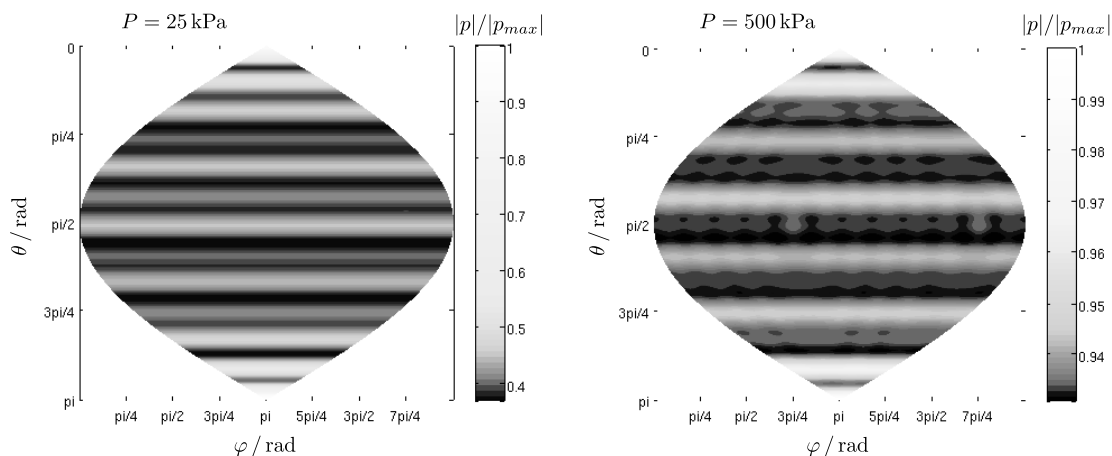 P = 25 kPa
|p|/|p_max|
0
pi/4
pi/2
3pi/4
pi
θ / rad
pi/4
pi/2
3pi/4
pi
5pi/4
3pi/2
7pi/4
φ / rad
1
0.9
0.8
0.7
0.6
0.5
0.4
P = 500 kPa
|p|/|p_max|
0
pi/4
pi/2
3pi/4
pi
θ / rad
pi/4
pi/2
3pi/4
pi
5pi/4
3pi/2
7pi/4
φ / rad
1
0.99
0.98
0.97
0.96
0.95
0.94